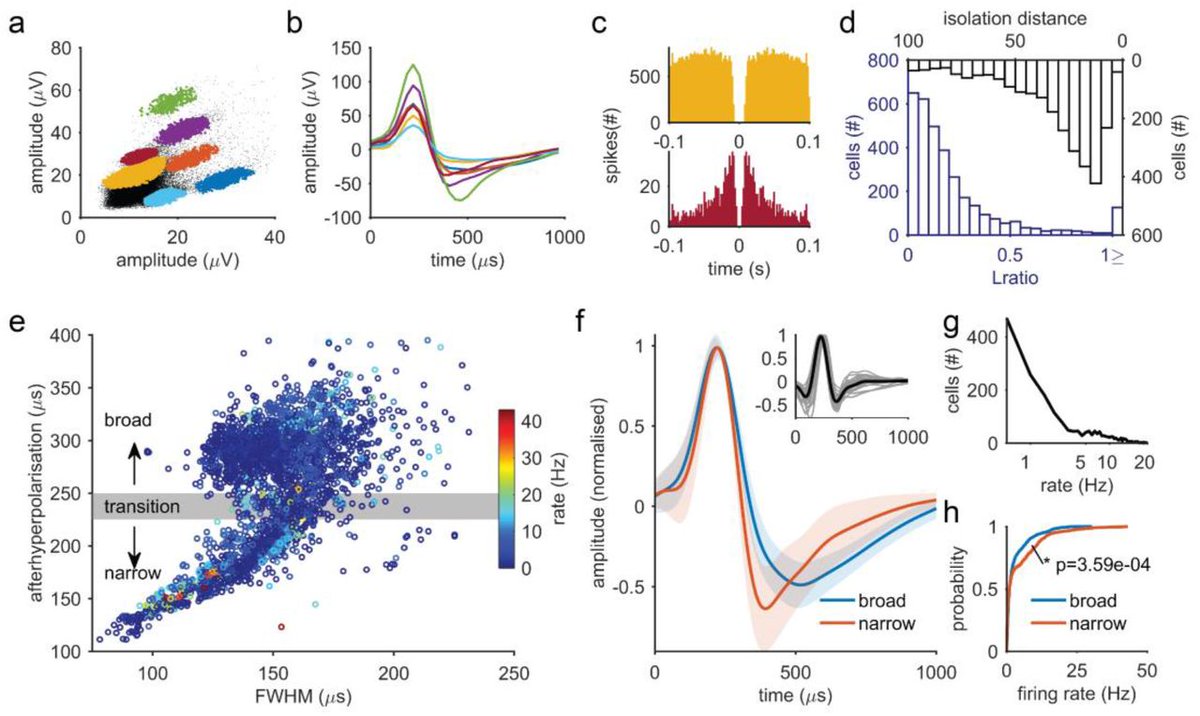 a
80
60
40
20
0
amplitude (µV)
0
20
40
amplitude (µV)
b
150
100
50
0
-50
-100
amplitude (µV)
0
500
1000
time (µs)
c
500
0
-0.1
0
0.1
spikes(#)
20
0
-0.1
0
0.1
time (s)
d
isolation distance
100
50
0
800
600
400
200
0
cells (#)
0
200
400
600
cells (#)
0
0.5
1≥
Lratio
e
400
350
300
250
200
150
100
afterhyperpolarisation (µs)
broad
transition
narrow
100
150
200
250
FWHM (µs)
40
30
20
10
0
rate (Hz)
f
1
0.5
0
-0.5
amplitude (normalised)
0
500
1000
time (µs)
broad
narrow
1
0.5
0
-0.5
0
500
1000
g
400
200
0
cells (#)
1
5
10
20
rate (Hz)
h
1
0.5
0
probability
* p=3.59e-04
broad
narrow
0
25
50
firing rate (Hz)